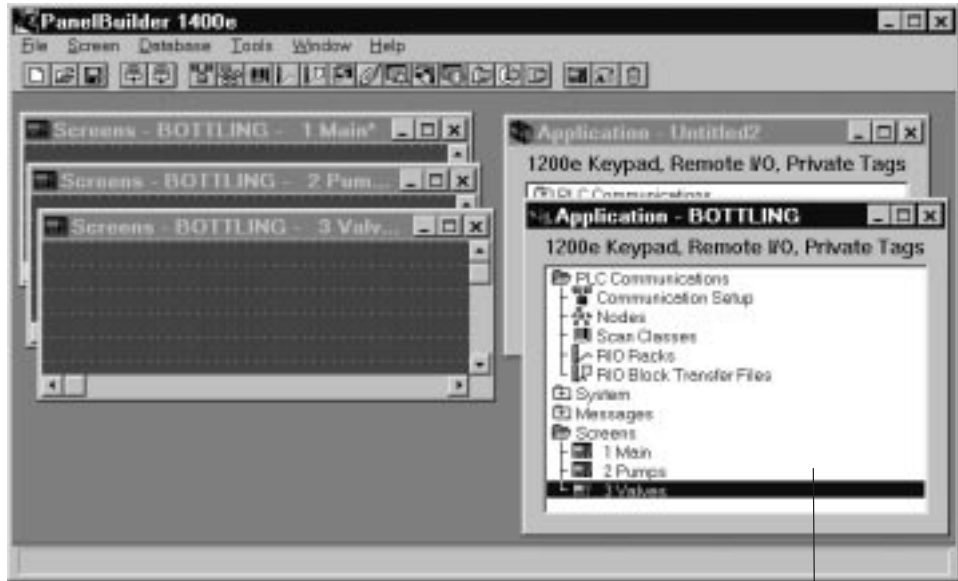 PanelBuilder 1400e
File Screen Database Tools Window Help
Screens - BOTTLING - 1 Main*
Screens - BOTTLING - 2 Pum...
Screens - BOTTLING - 3 Valv...
Application - Untitled2
1200e Keypad, Remote I/O, Private Tags
PLC Communications
Application - BOTTLING
1200e Keypad, Remote I/O, Private Tags
PLC Communications
Communication Setup
Nodes
Scan Classes
RIO Racks
RIO Block Transfer Files
System
Messages
Screens
1 Main
2 Pumps
3 Valves